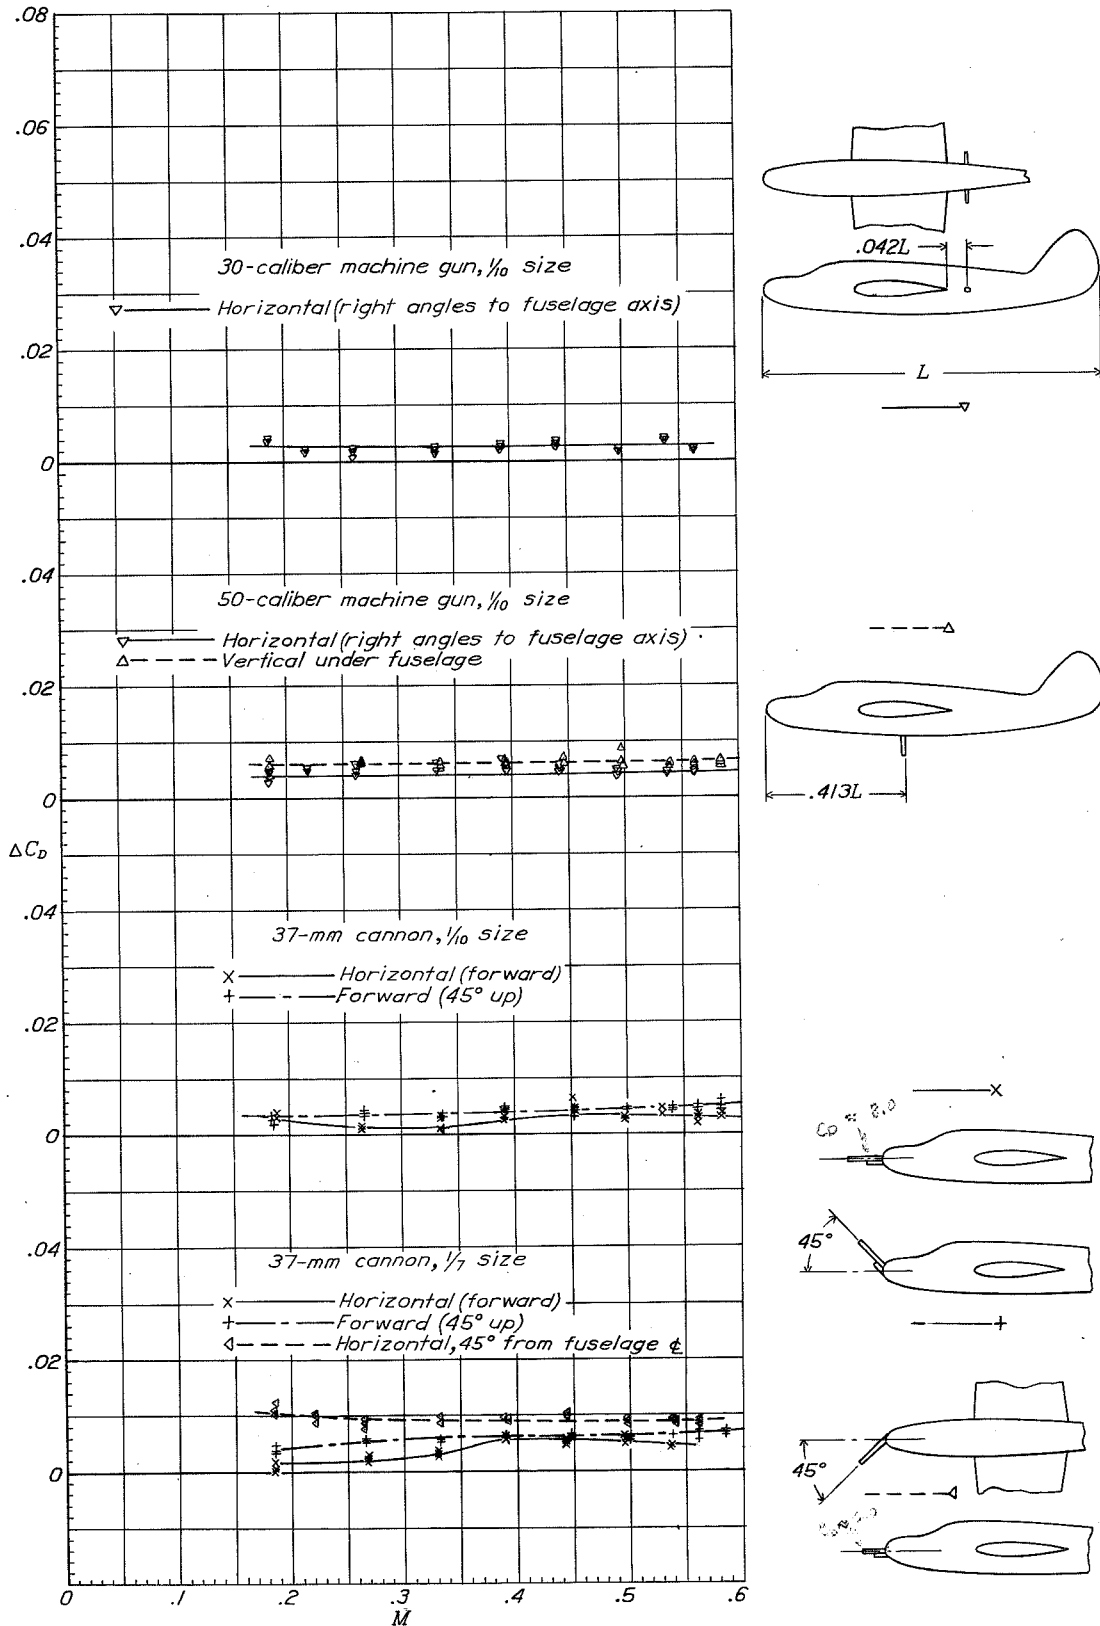 .08
.06
.04
30-caliber machine gun, 1/10 size
Horizontal (right angles to fuselage axis)
.02
0
.042L
L
.04
50-caliber machine gun, 1/10 size
Horizontal (right angles to fuselage axis)
Vertical under fuselage
.02
0
.413L
ΔCD
.04
37-mm cannon, 1/10 size
Horizontal (forward)
Forward (45° up)
.02
0
45°
.04
37-mm cannon, 1/7 size
Horizontal (forward)
Forward (45° up)
Horizontal, 45° from fuselage ℄
.02
0
45°
0 .1 .2 .3 .4 .5 .6
M